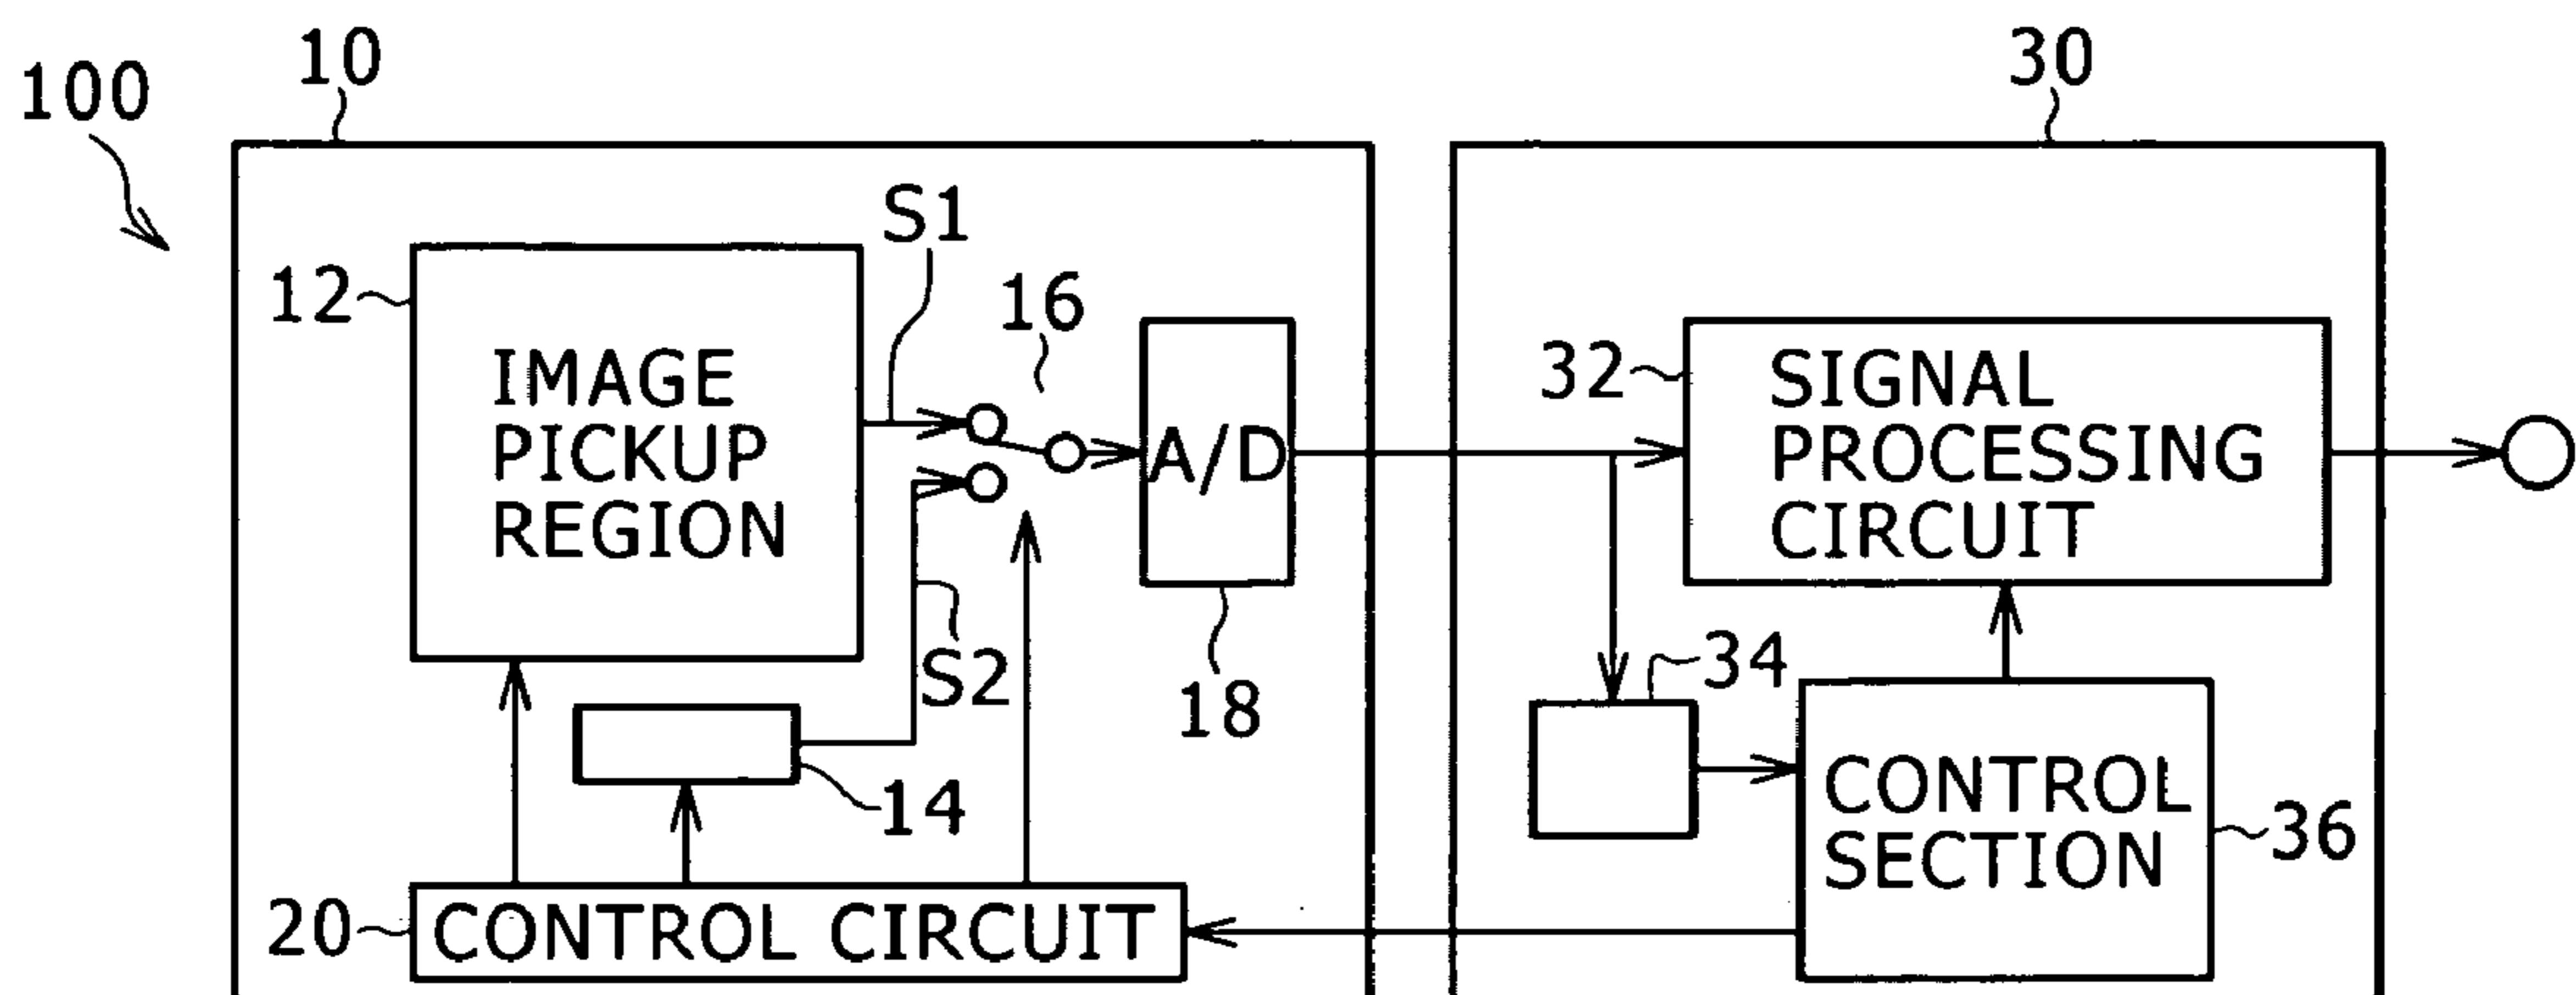 100
10
30
S1
12
16
IMAGE
PICKUP
REGION
A/D
32
SIGNAL
PROCESSING
CIRCUIT
S2
18
34
14
CONTROL
SECTION
36
20
CONTROL CIRCUIT